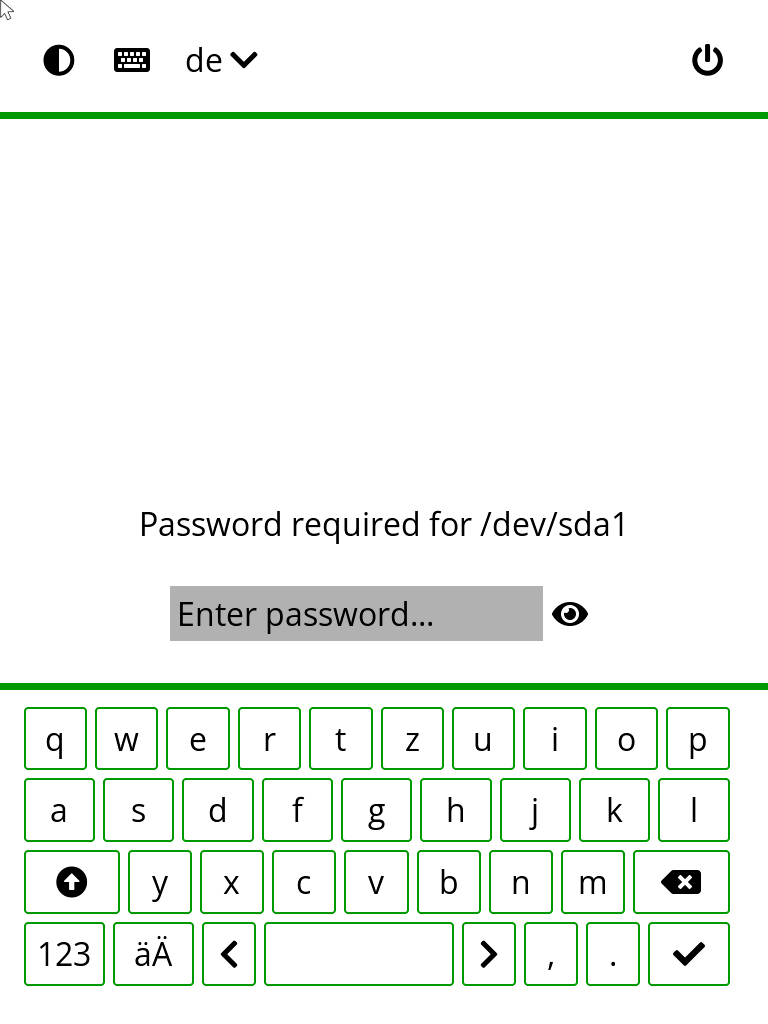 de
Password required for /dev/sda1
Enter password...
q w e r t z u i o p
a s d f g h j k l
y x c v b n m
123 äÄ , .